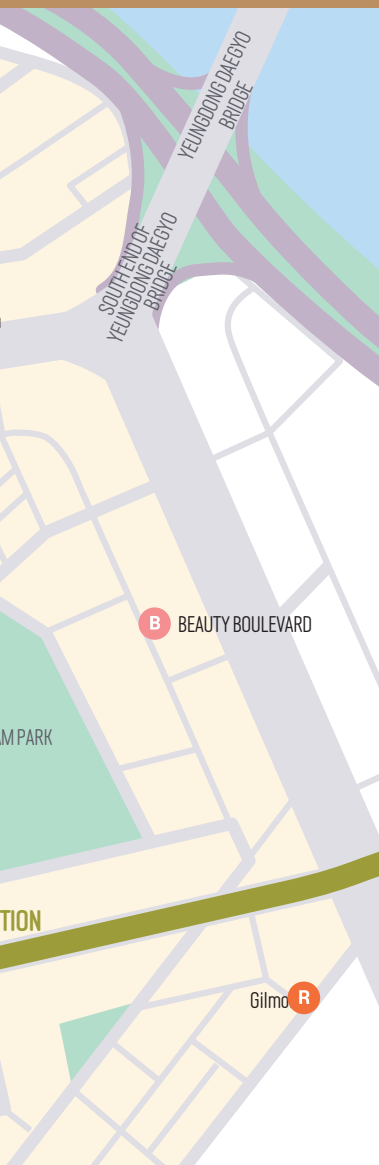 YEUNGDONG DAEGYO
BRIDGE
SOUTH END OF
YEUNGDONG DAEGYO
BRIDGE
B BEAUTY BOULEVARD
AM PARK
TION
Gilmo R